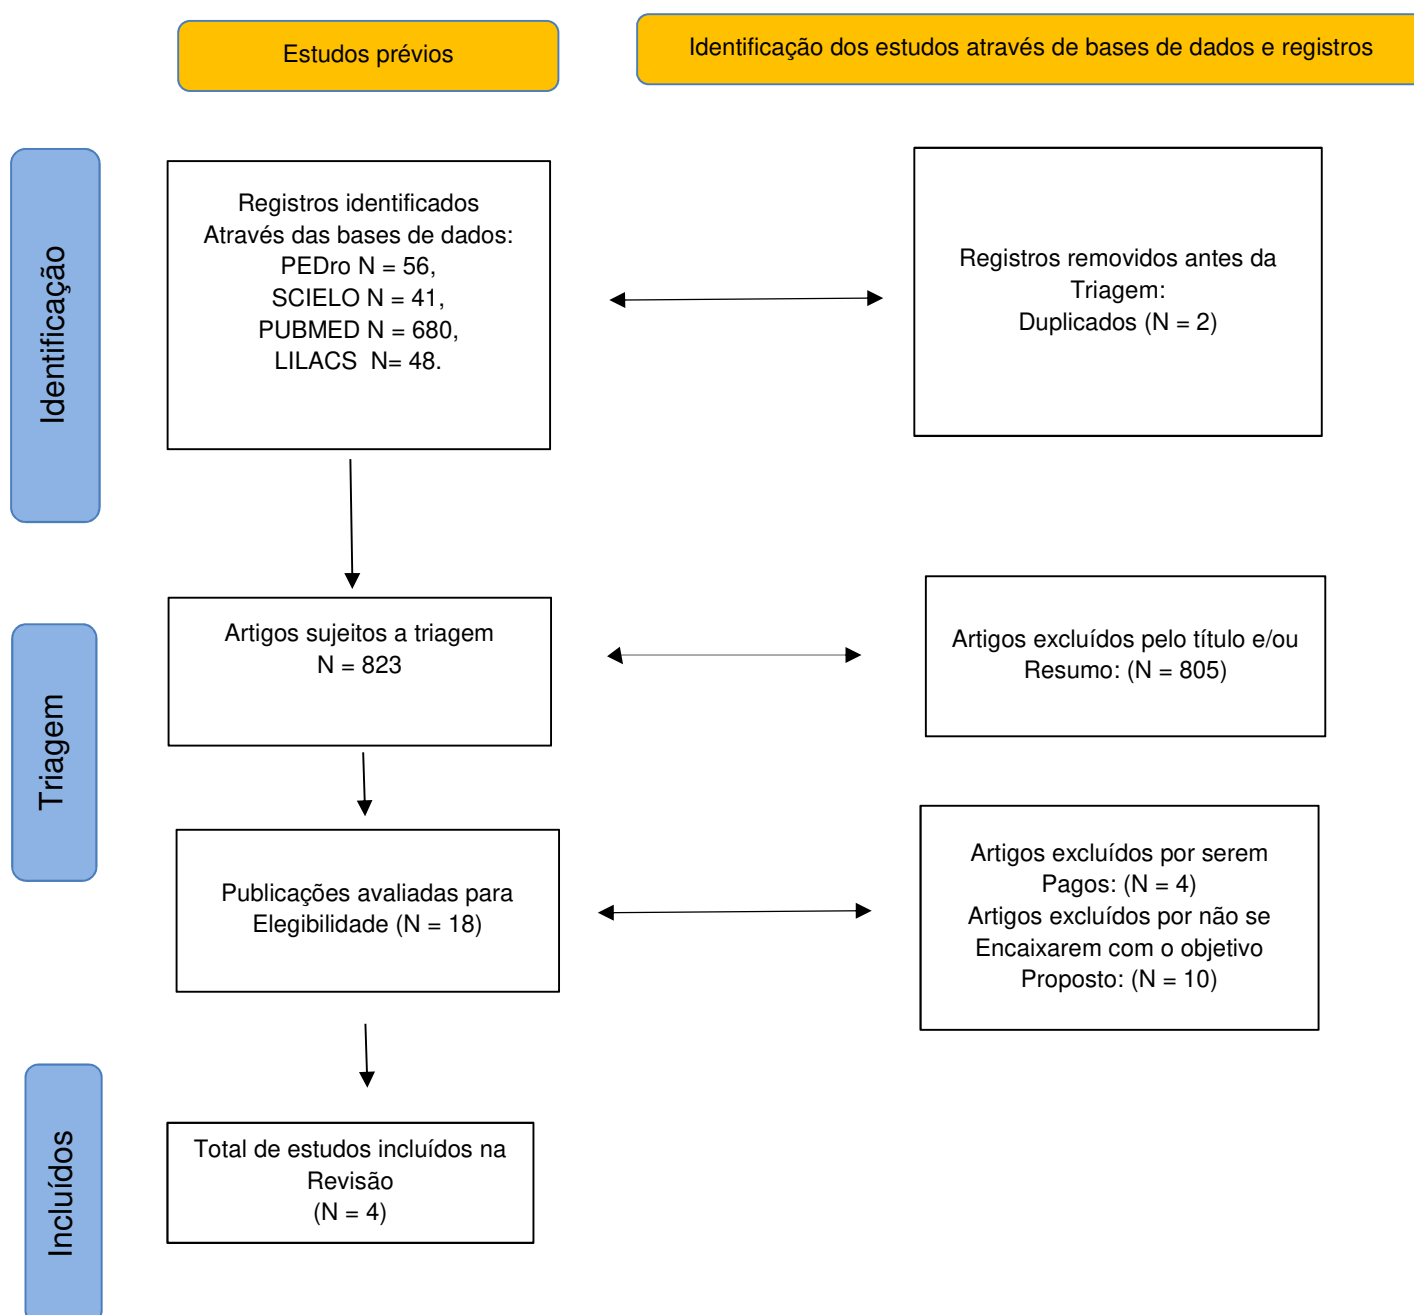 Estudos prévios
Identificação dos estudos através de bases de dados e registros
Identificação
Registros identificados
Através das bases de dados:
PEDro N = 56,
SCIELO N = 41,
PUBMED N = 680,
LILACS N= 48.
Registros removidos antes da
Triagem:
Duplicados (N = 2)
Triagem
Artigos sujeitos a triagem
N = 823
Artigos excluídos pelo título e/ou
Resumo: (N = 805)
Publicações avaliadas para
Elegibilidade (N = 18)
Artigos excluídos por serem
Pagos: (N = 4)
Artigos excluídos por não se
Encaixarem com o objetivo
Proposto: (N = 10)
Incluídos
Total de estudos incluídos na
Revisão
(N = 4)